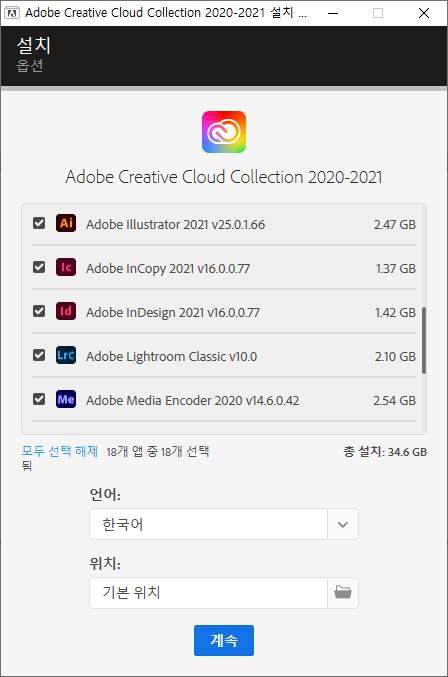 Adobe Creative Cloud Collection 2020-2021 설치 ...
설치
옵션
Adobe Creative Cloud Collection 2020-2021
Ai Adobe Illustrator 2021 v25.0.1.66 2.47 GB
Ic Adobe InCopy 2021 v16.0.0.77 1.37 GB
Id Adobe InDesign 2021 v16.0.0.77 1.42 GB
Lrc Adobe Lightroom Classic v10.0 2.10 GB
Me Adobe Media Encoder 2020 v14.6.0.42 2.54 GB
모두 선택 해제 18개 앱 중 18개 선택 총 설치: 34.6 GB
됨
언어:
한국어
위치:
기본 위치
계속